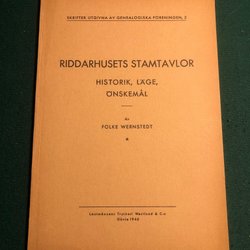 SKRIFTER UTGIVNA AV GENEALOGISKA FÖRENINGEN, 2
RIDDARHUSETS STAMTAVLOR
HISTORIK, LÄGE,
ÖNSKEMÅL
Av
FOLKE WERNSTEDT
Gävle 1946